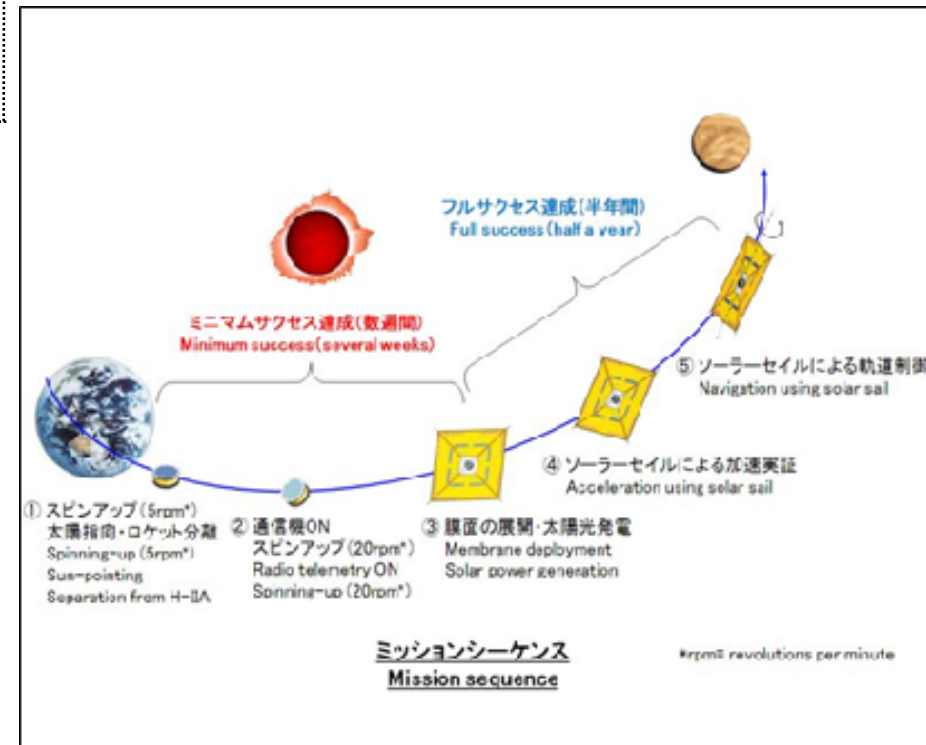 フルサクセス達成(半年間)
Full success(half a year)
ミニマムサクセス達成(数週間)
Minimum success(several weeks)
⑤ ソーラーセイルによる軌道制御
Navigation using solar sail
④ ソーラーセイルによる加速実証
Acceleration using solar sail
① スピンアップ(5rpm*)
太陽指向・ロケット分離
Spinning-up (5rpm*)
Sun-pointing
Separation from H-IIA
② 通信機ON
スピンアップ(20rpm*)
Radio telemetry ON
Spinning-up (20rpm*)
③ 膜面の展開・太陽光発電
Membrane deployment
Solar power generation
ミッションシーケンス
Mission sequence
*rpm= revolutions per minute